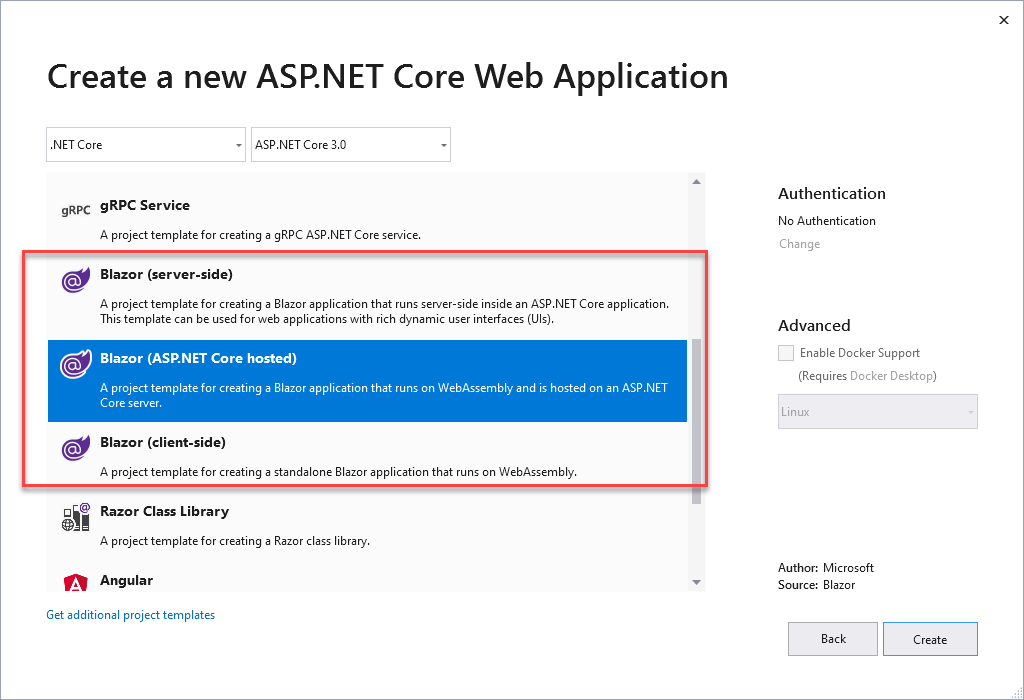 Create a new ASP.NET Core Web Application
.NET Core
ASP.NET Core 3.0
gRPC
gRPC Service
A project template for creating a gRPC ASP.NET Core service.
Blazor (server-side)
A project template for creating a Blazor application that runs server-side inside an ASP.NET Core application.
This template can be used for web applications with rich dynamic user interfaces (UIs).
Blazor (ASP.NET Core hosted)
A project template for creating a Blazor application that runs on WebAssembly and is hosted on an ASP.NET
Core server.
Blazor (client-side)
A project template for creating a standalone Blazor application that runs on WebAssembly.
Razor Class Library
A project template for creating a Razor class library.
Angular
Get additional project templates
Authentication
No Authentication
Change
Advanced
Enable Docker Support
(Requires Docker Desktop)
Linux
Author: Microsoft
Source: Blazor
Back
Create